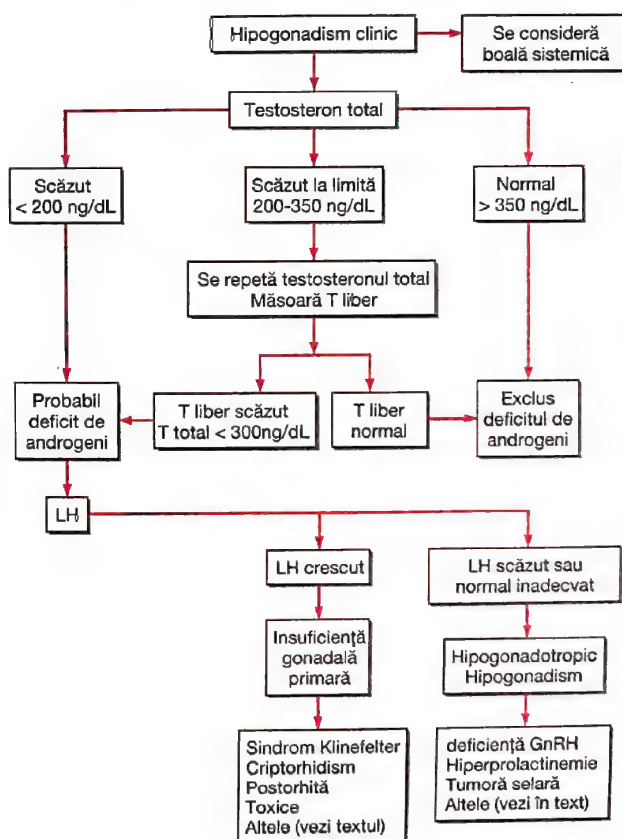 Hipogonadism clinic
Se consideră
boală sistemică
Testosteron total
Scăzut
< 200 ng/dL
Scăzut la limită
200-350 ng/dL
Normal
> 350 ng/dL
Se repetă testosteronul total
Măsoară T liber
Probabil
deficit de
androgeni
T liber scăzut
T total < 300ng/dL
T liber
normal
Exclus
deficitul de
androgeni
LH
LH crescut
LH scăzut sau
normal inadecvat
Insuficiență
gonadală
primară
Hipogonadotropic
Hipogonadism
Sindrom Klinefelter
Criptorhidism
Postorhită
Toxice
Altele (vezi textul)
deficiență GnRH
Hiperprolactinemie
Tumoră selară
Altele (vezi în text)